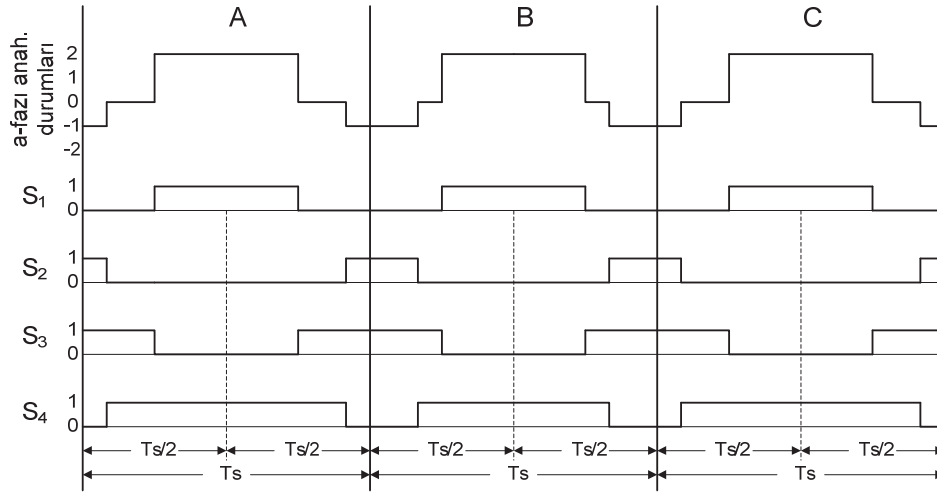 A B C
a-fazı anah.
durumları
2
1
0
-1
-2
S1 1
0
S2 1
0
S3 1
0
S4 1
0
Ts/2 Ts/2 Ts/2 Ts/2 Ts/2 Ts/2
Ts Ts Ts